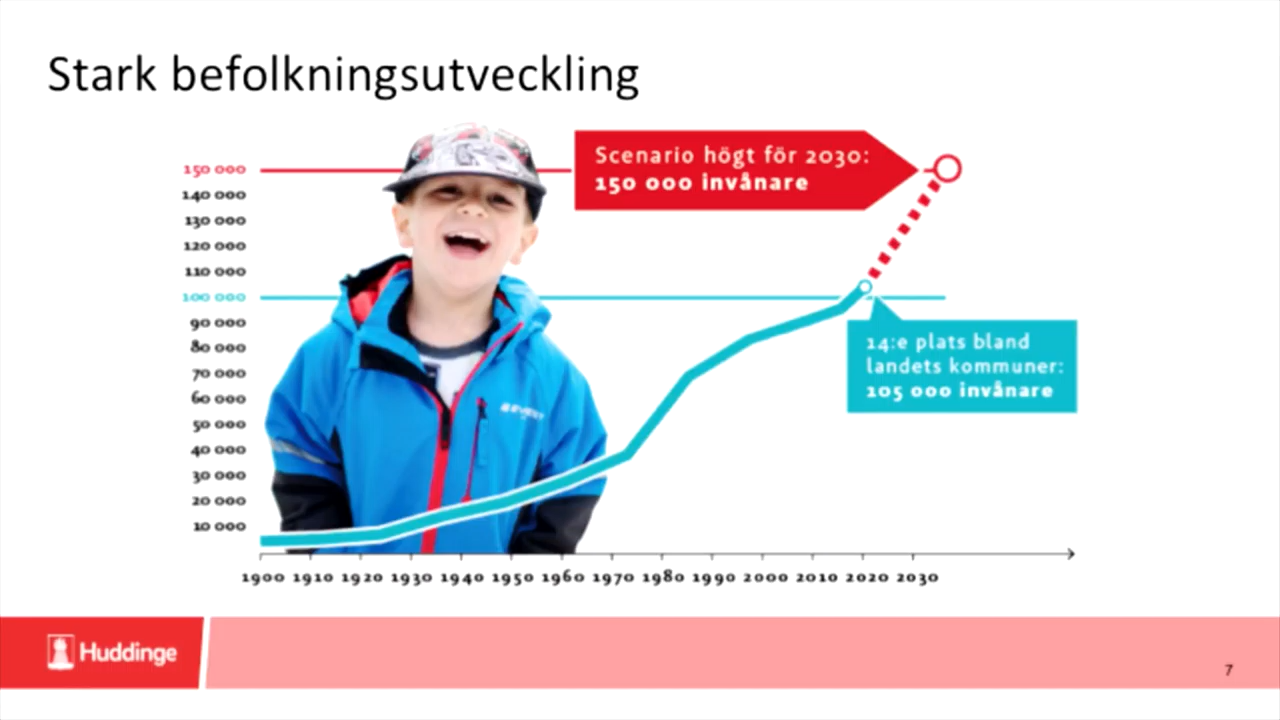 Stark befolkningsutveckling
Scenario högt för 2030:
150 000 invånare
150 000
140 000
130 000
120 000
110 000
100 000
90 000
80 000
70 000
60 000
50 000
40 000
30 000
20 000
10 000
14:e plats bland
landets kommuner:
105 000 invånare
1900 1910 1920 1930 1940 1950 1960 1970 1980 1990 2000 2010 2020 2030
Huddinge
7